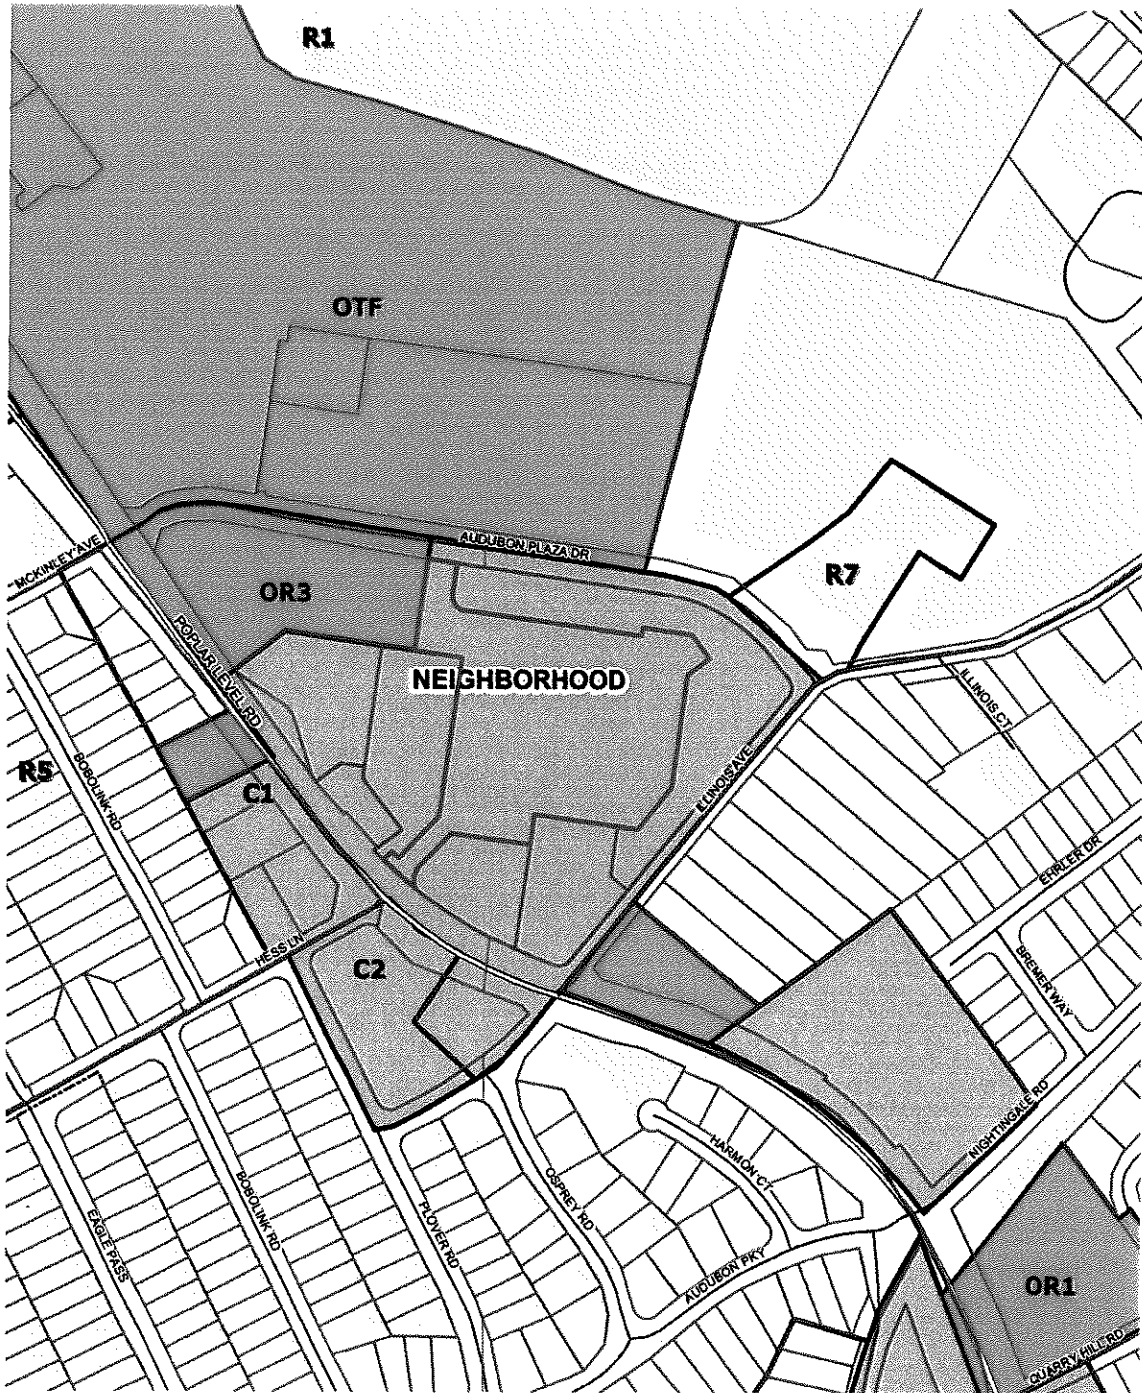 R1
OTF
AUDUBON PLAZA DR
MCKINLEY AVE
R7
OR3
POPLAR LEVEL RD
NEIGHBORHOOD
ILLINOIS CT
R5
BOBOLINK RD
C1
ILLINOIS AVE
EHRLER DR
HESS LN
C2
BREMER WAY
NIGHTINGALE RD
HARMON CT
OSPREY RD
BOBOLINK RD
PLOVER RD
EAGLE PASS
AUDUBON PKY
OR1
QUARRY HILL RD